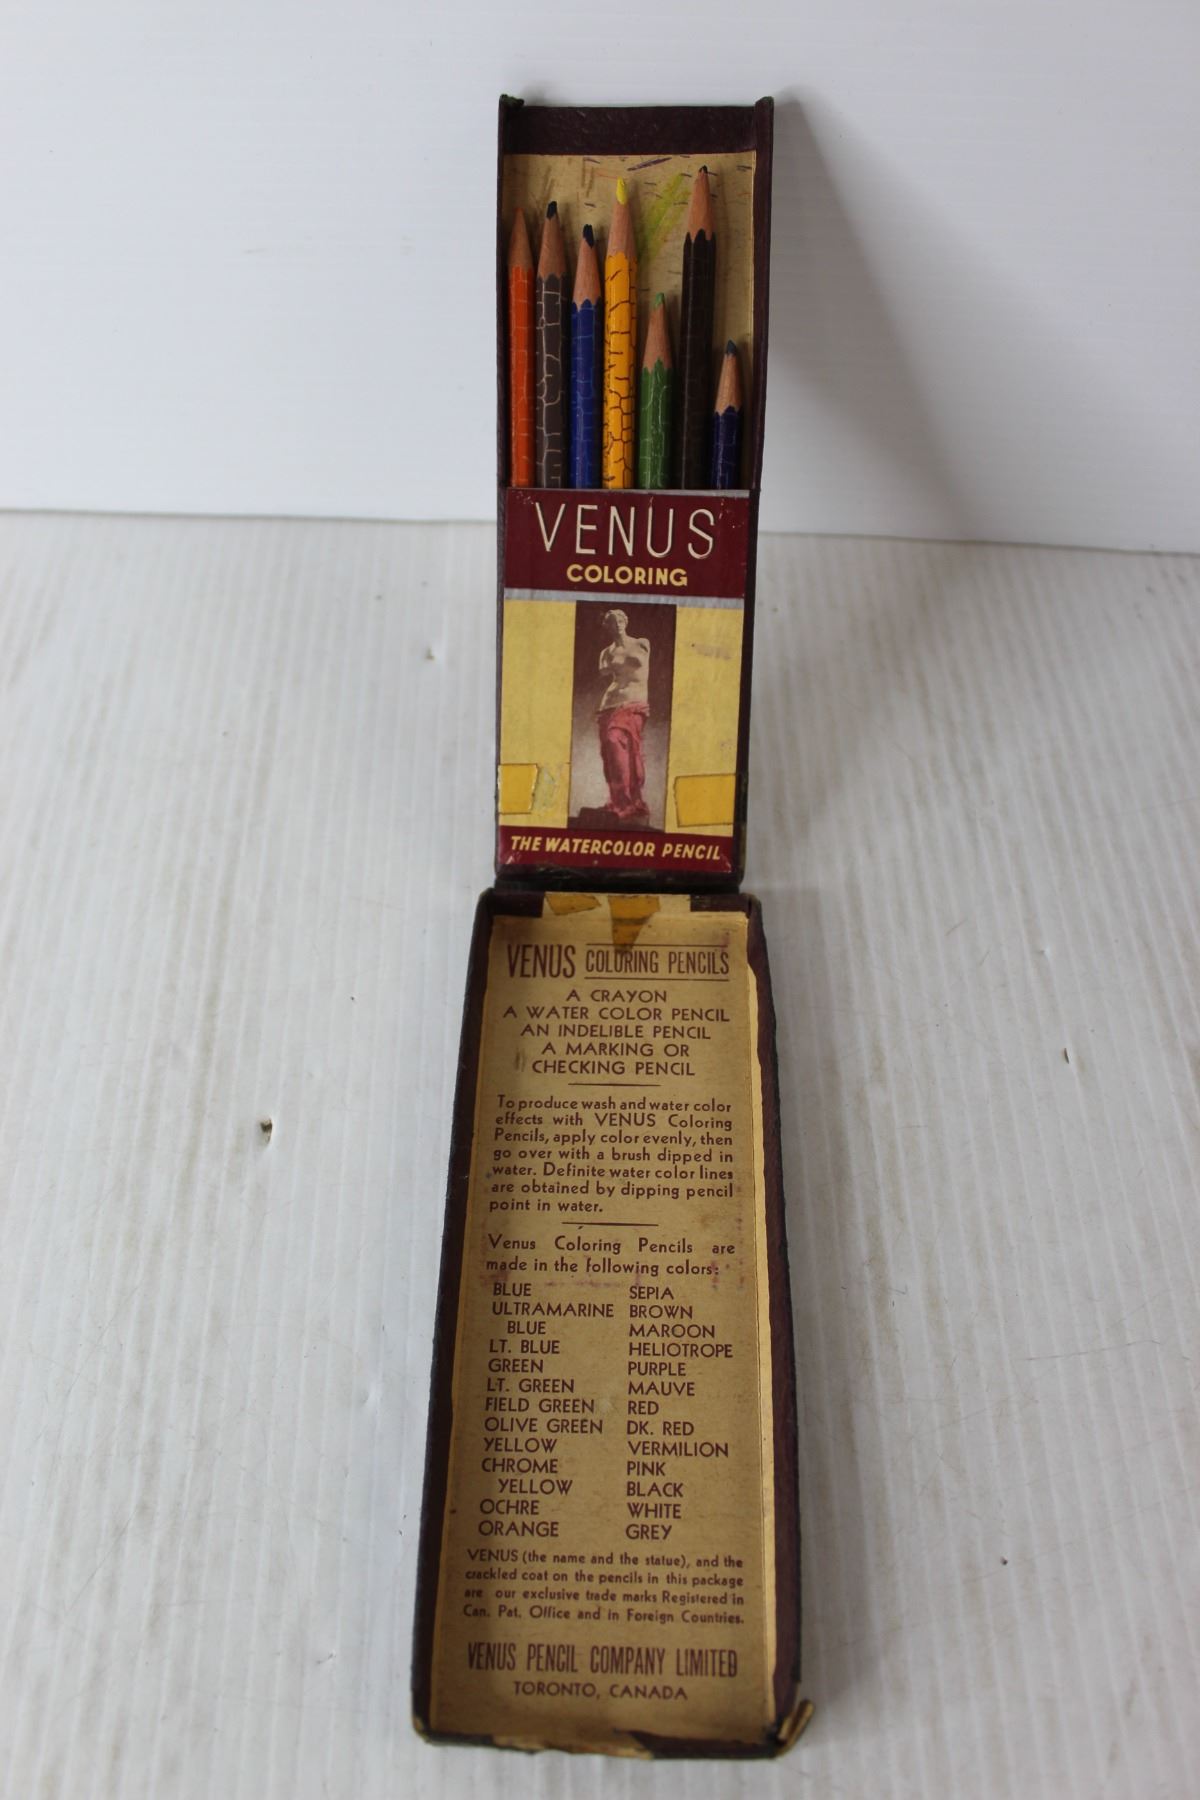 VENUS
COLORING
THE WATERCOLOR PENCIL
VENUS COLORING PENCILS
A CRAYON
A WATER COLOR PENCIL
AN INDELIBLE PENCIL
A MARKING OR
CHECKING PENCIL
To produce wash and water color
effects with VENUS Coloring
Pencils, apply color evenly, then
go over with a brush dipped in
water. Definite water color lines
are obtained by dipping pencil
point in water.
Venus Coloring Pencils are
made in the following colors:
BLUE
ULTRAMARINE
BLUE
LT. BLUE
GREEN
LT. GREEN
FIELD GREEN
OLIVE GREEN
YELLOW
CHROME
YELLOW
OCHRE
ORANGE
SEPIA
BROWN
MAROON
HELIOTROPE
PURPLE
MAUVE
RED
DK. RED
VERMILION
PINK
BLACK
WHITE
GREY
VENUS (the name and the statue), and the
crackled coat on the pencils in this package
are our exclusive trade marks Registered in
Can. Pat. Office and in Foreign Countries.
VENUS PENCIL COMPANY LIMITED
TORONTO, CANADA